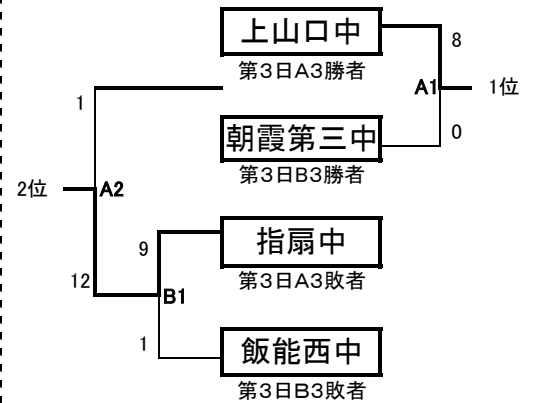 上山口中
8
第3日A3勝者
A1
1位
1
朝霞第三中
0
第3日B3勝者
2位
A2
指扇中
9
第3日A3敗者
12
B1
1
飯能西中
第3日B3敗者